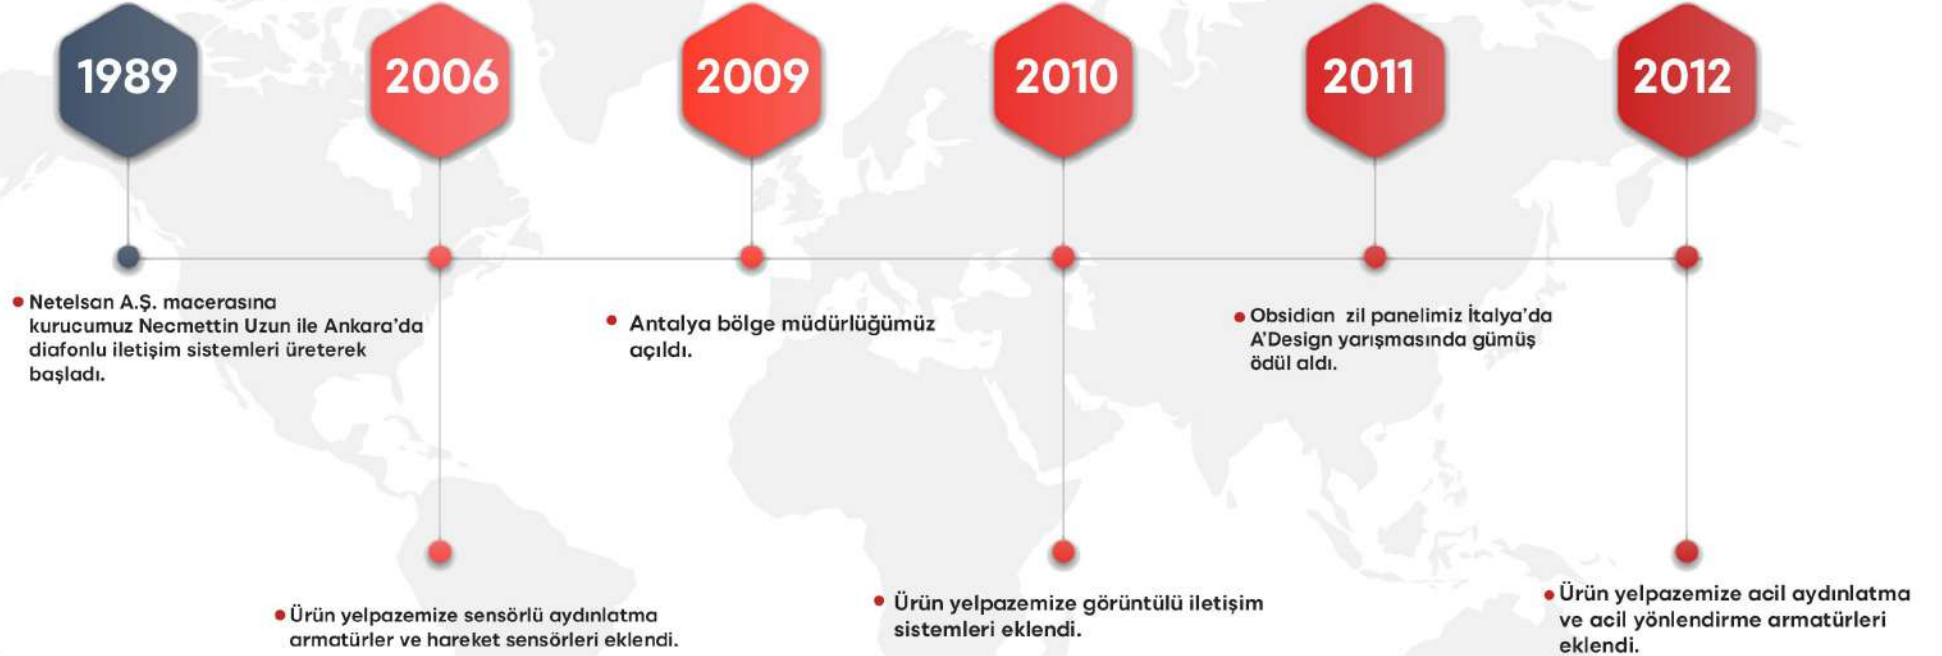 1989
2006
2009
2010
2011
2012
Netelsan A.Ş. macerasına
kurucumuz Necmettin Uzun ile Ankara'da
diafonlu iletişim sistemleri üreterek
başladı.
Ürün yelpazemize sensörlü aydınlatma
armatürler ve hareket sensörleri eklendi.
Antalya bölge müdürlüğümüz
açıldı.
Ürün yelpazemize görüntülü iletişim
sistemleri eklendi.
Obsidian zil panelimiz İtalya'da
A'Design yarışmasında gümüş
ödül aldı.
Ürün yelpazemize acil aydınlatma
ve acil yönlendirme armatürleri
eklendi.